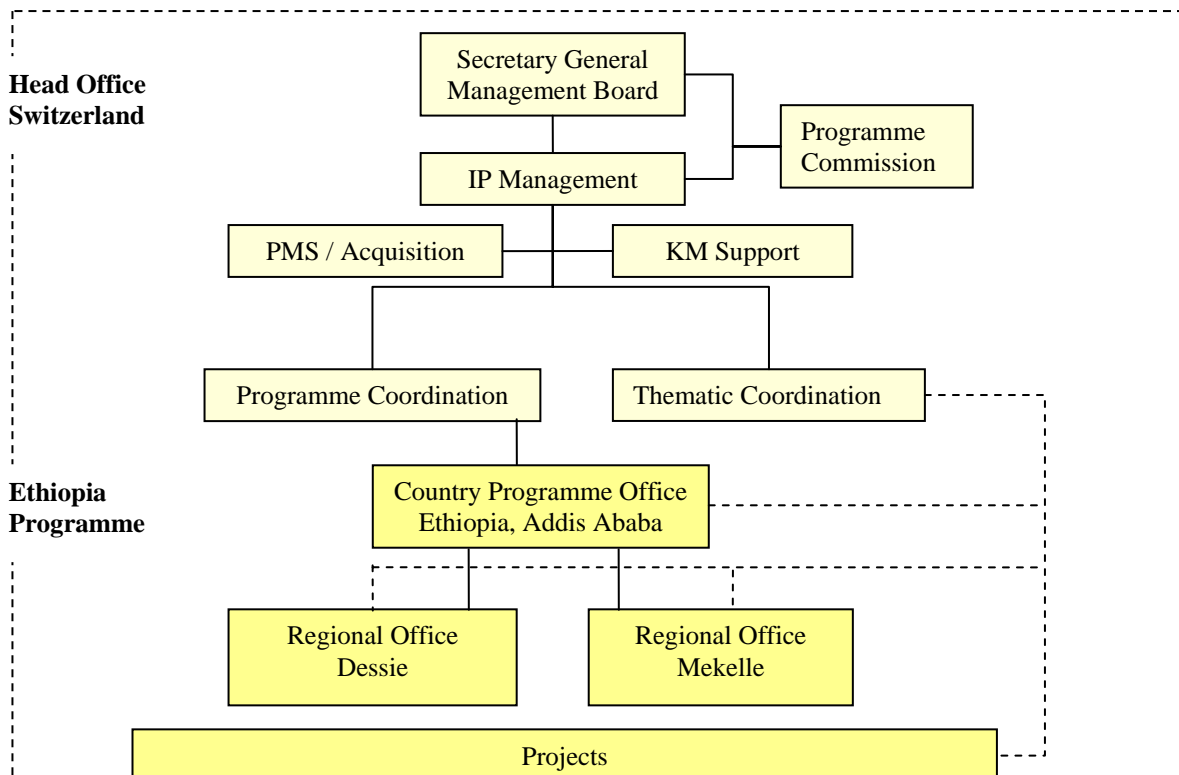 Head Office
Switzerland
Secretary General
Management Board
Programme
Commission
IP Management
PMS / Acquisition
KM Support
Programme Coordination
Thematic Coordination
Ethiopia
Programme
Country Programme Office
Ethiopia, Addis Ababa
Regional Office
Dessie
Regional Office
Mekelle
Projects